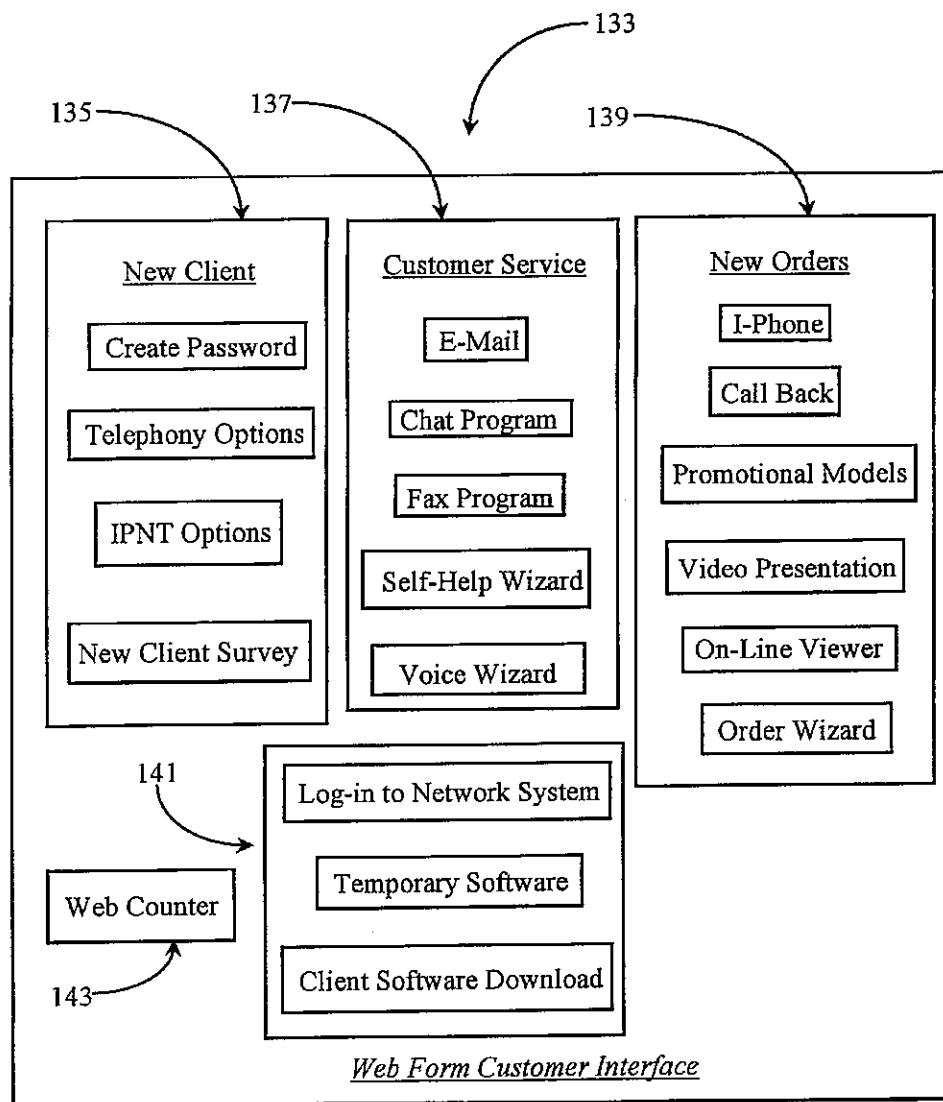 133
135
137
139
New Client
Create Password
Telephony Options
IPNT Options
New Client Survey
Customer Service
E-Mail
Chat Program
Fax Program
Self-Help Wizard
Voice Wizard
New Orders
I-Phone
Call Back
Promotional Models
Video Presentation
On-Line Viewer
Order Wizard
141
Log-in to Network System
Temporary Software
Client Software Download
Web Counter
143
Web Form Customer Interface